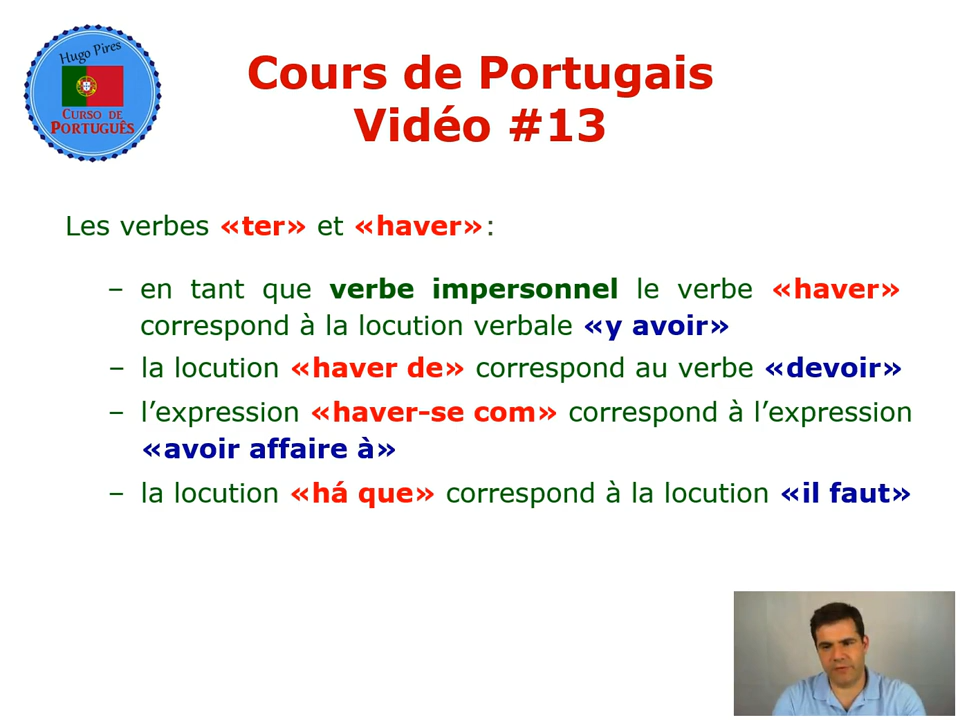 Hugo Pires
CURSO DE
PORTUGUÊS
Cours de Portugais
Vidéo #13
Les verbes «ter» et «haver»:
– en tant que verbe impersonnel le verbe «haver»
correspond à la locution verbale «y avoir»
– la locution «haver de» correspond au verbe «devoir»
– l’expression «haver-se com» correspond à l’expression
«avoir affaire à»
– la locution «há que» correspond à la locution «il faut»